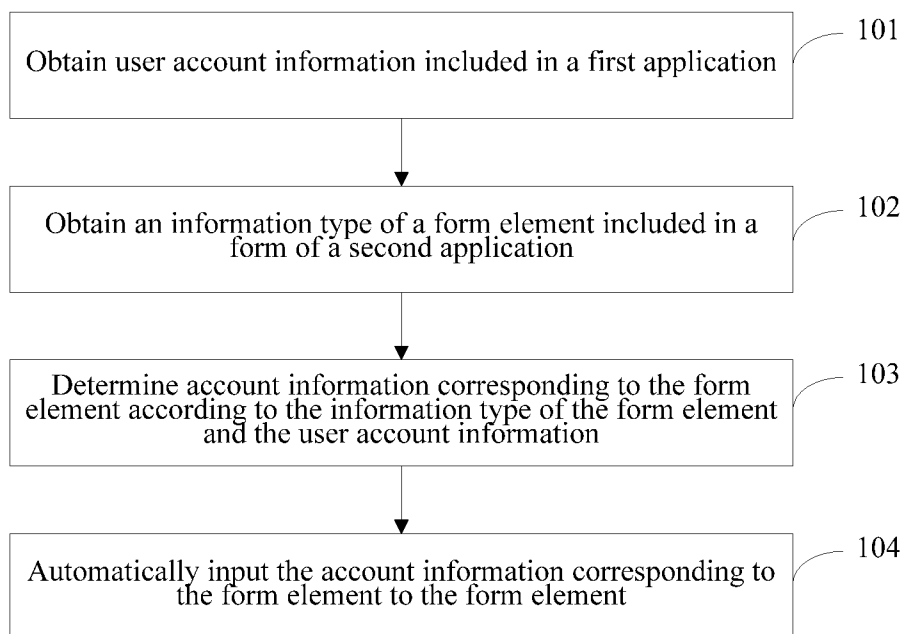 Obtain user account information included in a first application
101
Obtain an information type of a form element included in a
form of a second application
102
Determine account information corresponding to the form
element according to the information type of the form element
and the user account information
103
Automatically input the account information corresponding to
the form element to the form element
104